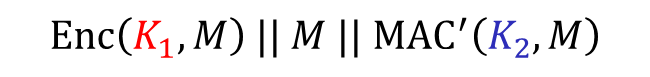 Enc(K₁, M) || M || MAC′(K₂, M)